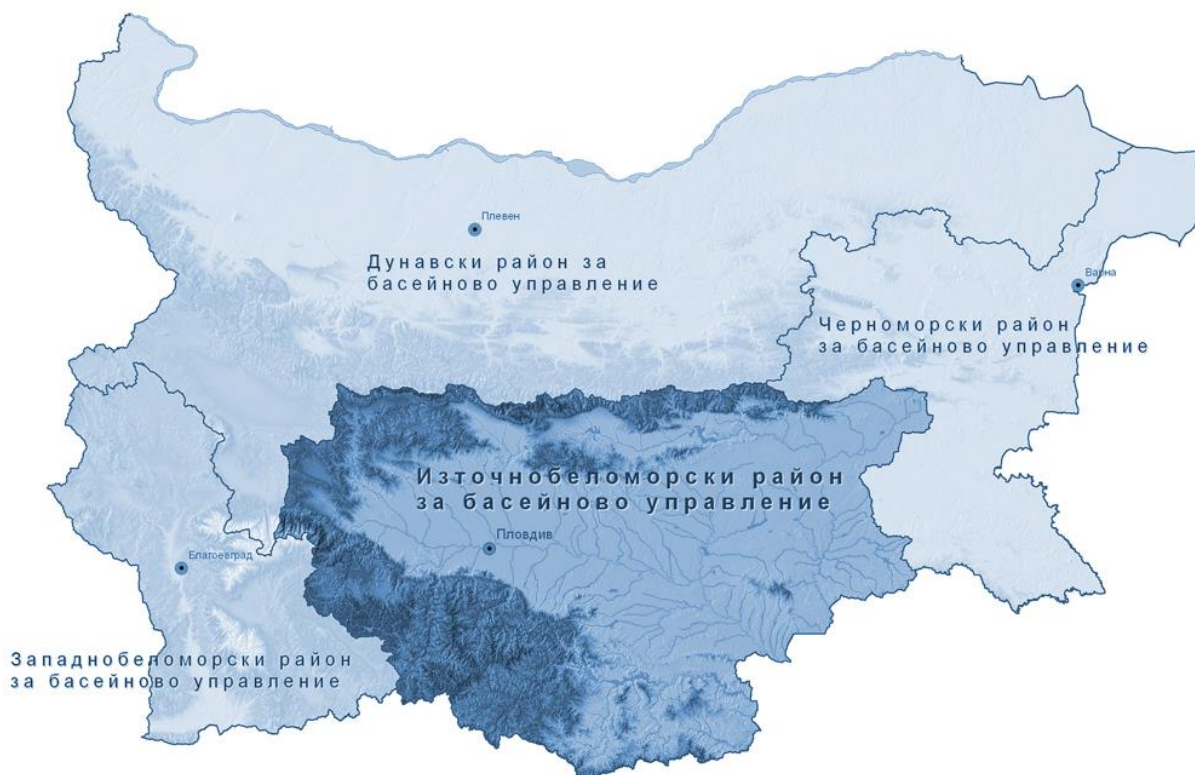 Плевен
Дунавски район за
басейново управление
Варна
Черноморски район
за басейново управление
Източнобеломорски район
за басейново управление
Пловдив
Благоевград
Западнобеломорски район
за басейново управление